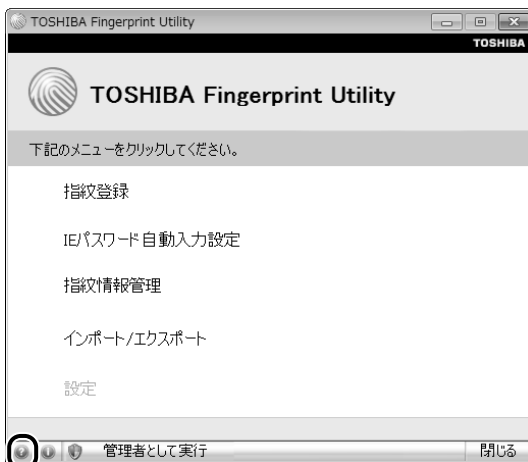 TOSHIBA Fingerprint Utility
TOSHIBA
TOSHIBA Fingerprint Utility
下記のメニューをクリックしてください。
指紋登録
IEパスワード自動入力設定
指紋情報管理
インポート/エクスポート
設定
管理者として実行 閉じる